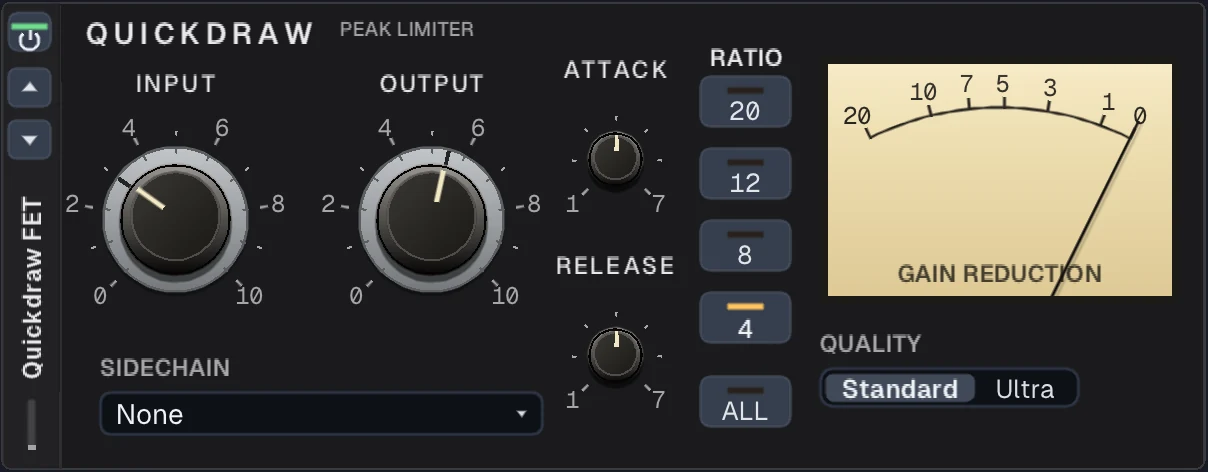 Quickdraw FET
QUICKDRAW PEAK LIMITER
INPUT
0 2 4 6 8 10
OUTPUT
0 2 4 6 8 10
SIDECHAIN
None
ATTACK
1 7
RELEASE
1 7
RATIO
20
12
8
4
ALL
20 10 7 5 3 1 0
GAIN REDUCTION
QUALITY
Standard Ultra